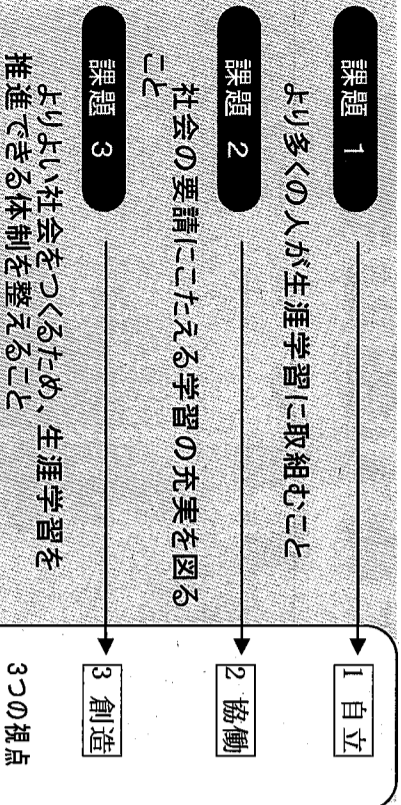 課題 1
より多くの人が生涯学習に取組むこと
1 自立
課題 2
社会の要請にこたえる学習の充実を図る
こと
2 協働
課題 3
よりよい社会をつくるため、生涯学習を
推進できる体制を整えること
3 創造
3つの視点